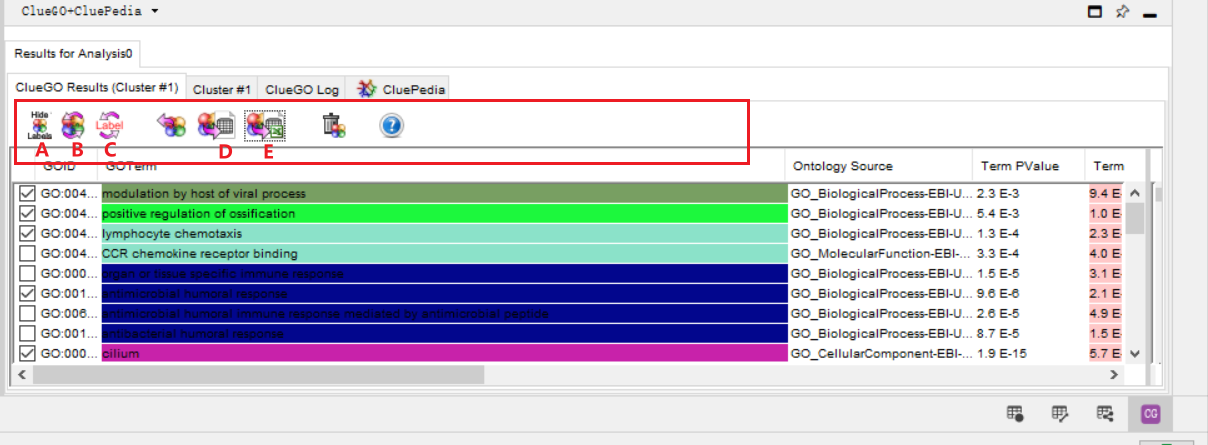 ClueGO+CluePedia
Results for Analysis0
ClueGO Results (Cluster #1) Cluster #1 ClueGO Log CluePedia
Hide Labels Label
A B C D E
GOID GOTerm Ontology Source Term PValue Term
GO:004... modulation by host of viral process GO_BiologicalProcess-EBI-U... 2.3 E-3 9.4 E-
GO:004... positive regulation of ossification GO_BiologicalProcess-EBI-U... 5.4 E-3 1.0 E-
GO:004... lymphocyte chemotaxis GO_BiologicalProcess-EBI-U... 1.3 E-4 2.3 E-
GO:004... CCR chemokine receptor binding GO_MolecularFunction-EBI-... 3.3 E-4 4.0 E-
GO:000... organ or tissue specific immune response GO_BiologicalProcess-EBI-U... 1.5 E-5 3.1 E-
GO:001... antimicrobial humoral response GO_BiologicalProcess-EBI-U... 9.6 E-6 2.1 E-
GO:006... antimicrobial humoral immune response mediated by antimicrobial peptide GO_BiologicalProcess-EBI-U... 2.6 E-5 4.9 E-
GO:001... antibacterial humoral response GO_BiologicalProcess-EBI-U... 8.7 E-5 1.5 E-
GO:000... cilium GO_CellularComponent-EBI-... 1.9 E-15 5.7 E-
CG